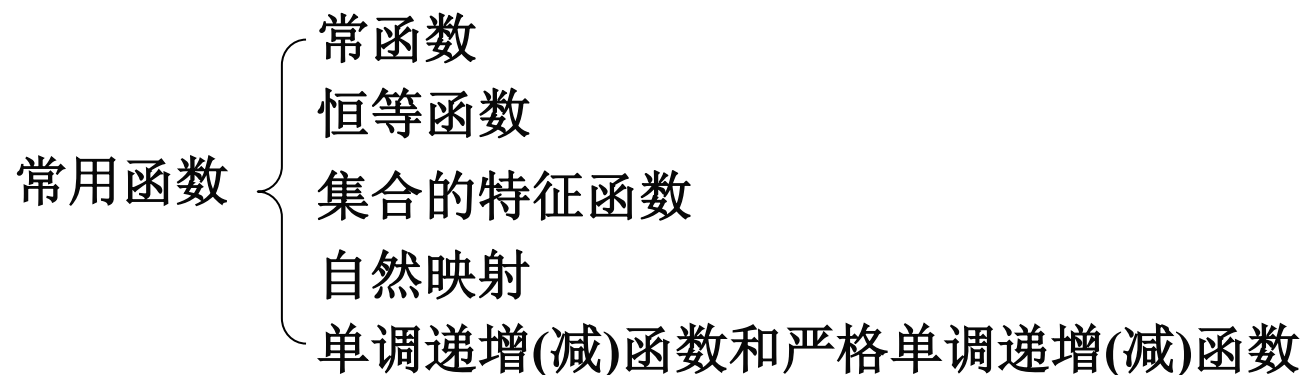 常函数
恒等函数
常用函数
集合的特征函数
自然映射
单调递增(减)函数和严格单调递增(减)函数